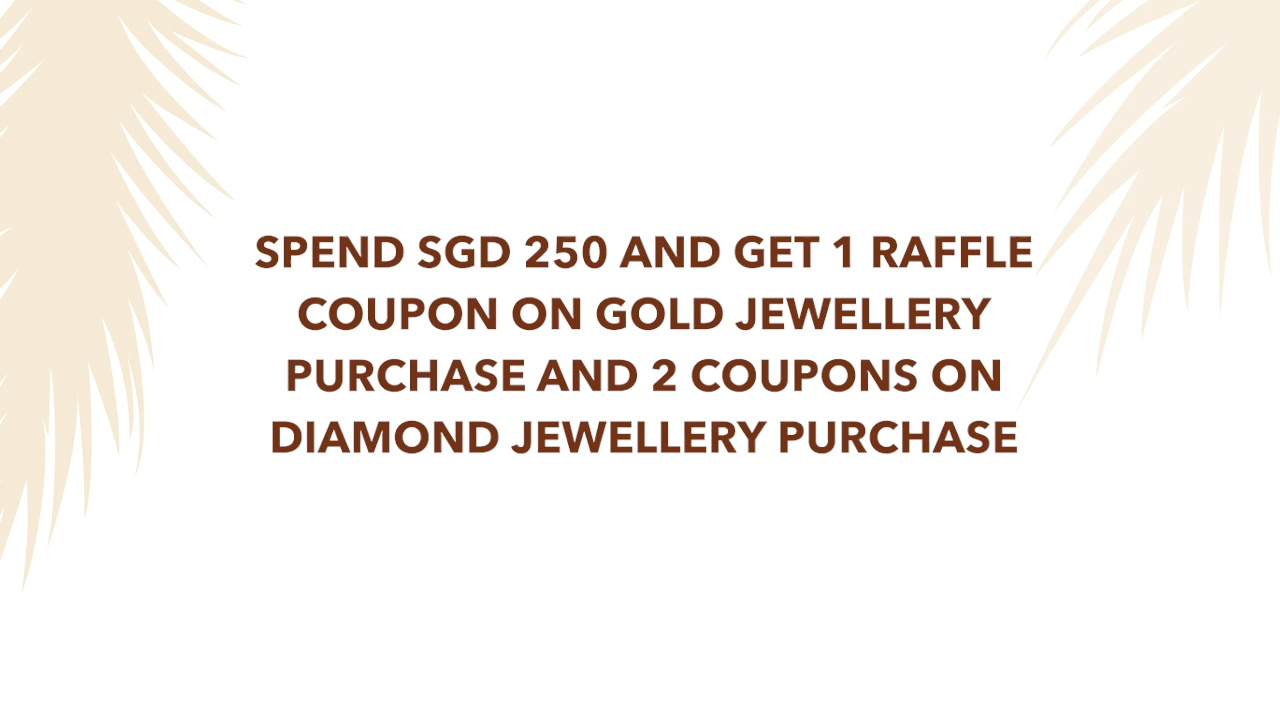 SPEND SGD 250 AND GET 1 RAFFLE
COUPON ON GOLD JEWELLERY
PURCHASE AND 2 COUPONS ON
DIAMOND JEWELLERY PURCHASE